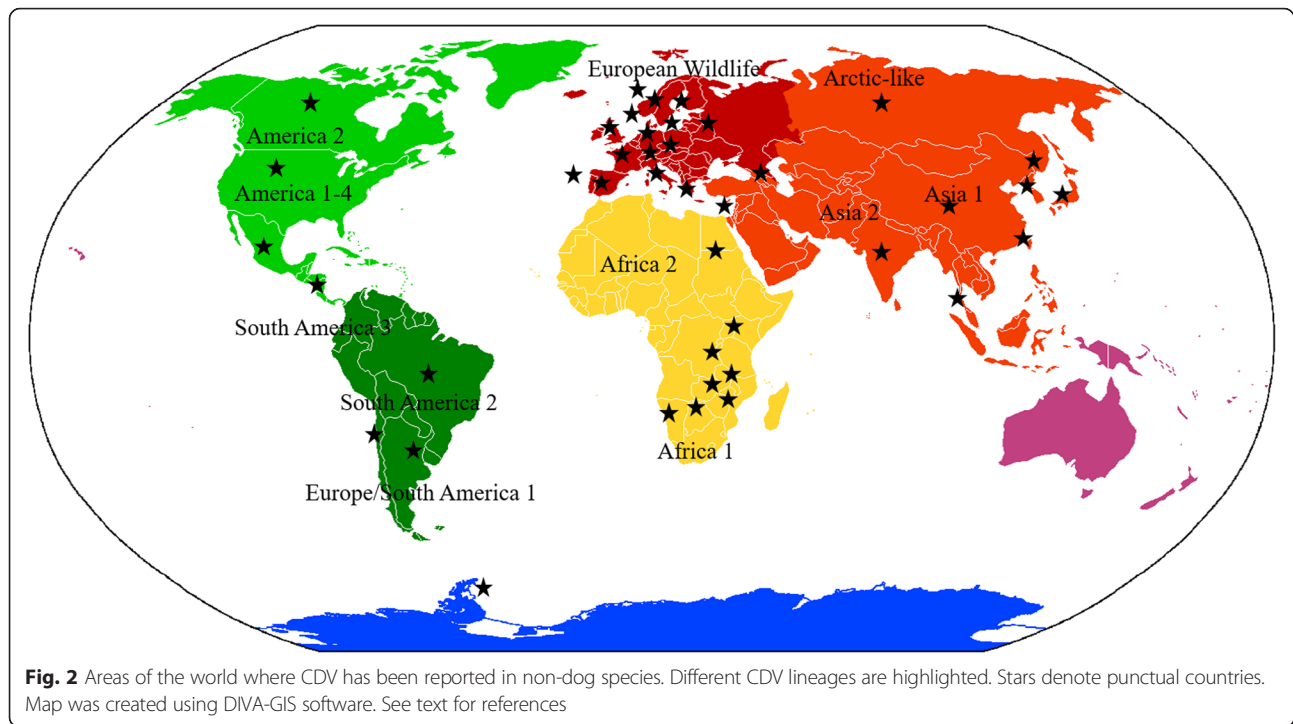 European Wildlife
Arctic-like
America 2
America 1-4
Asia 1
Asia 2
Africa 2
South America 3
South America 2
Africa 1
Europe/South America 1
Fig. 2 Areas of the world where CDV has been reported in non-dog species. Different CDV lineages are highlighted. Stars denote punctual countries.
Map was created using DIVA-GIS software. See text for references